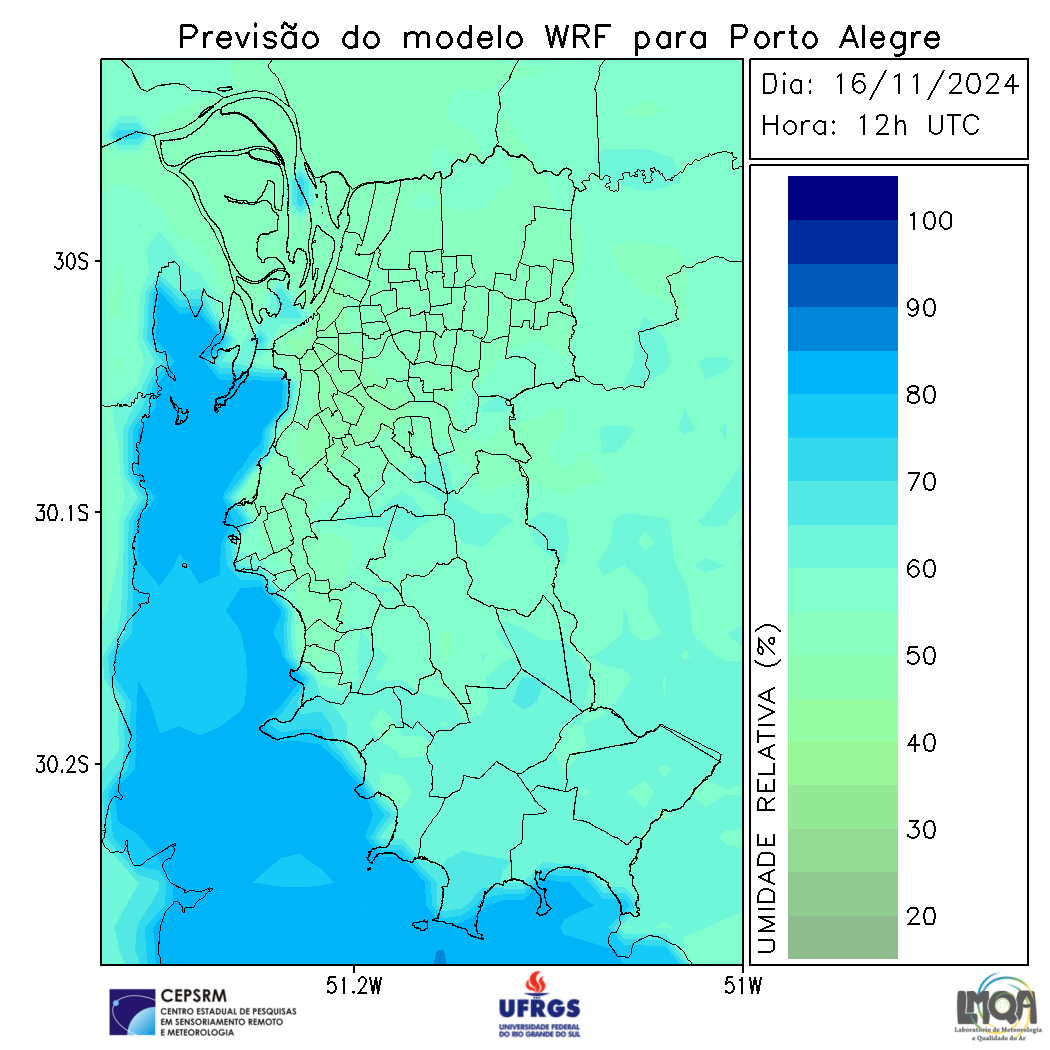 Previsão do modelo WRF para Porto Alegre
Dia: 16/11/2024
Hora: 12h UTC
30S
30.1S
30.2S
51.2W
51W
100
90
80
70
60
50
40
30
20
UMIDADE RELATIVA (%)
CEPSRM
CENTRO ESTADUAL DE PESQUISAS
EM SENSORIAMENTO REMOTO
E METEOROLOGIA
UFRGS
UNIVERSIDADE FEDERAL
DO RIO GRANDE DO SUL
LMQA
Laboratório de Meteorologia
e Qualidade do Ar